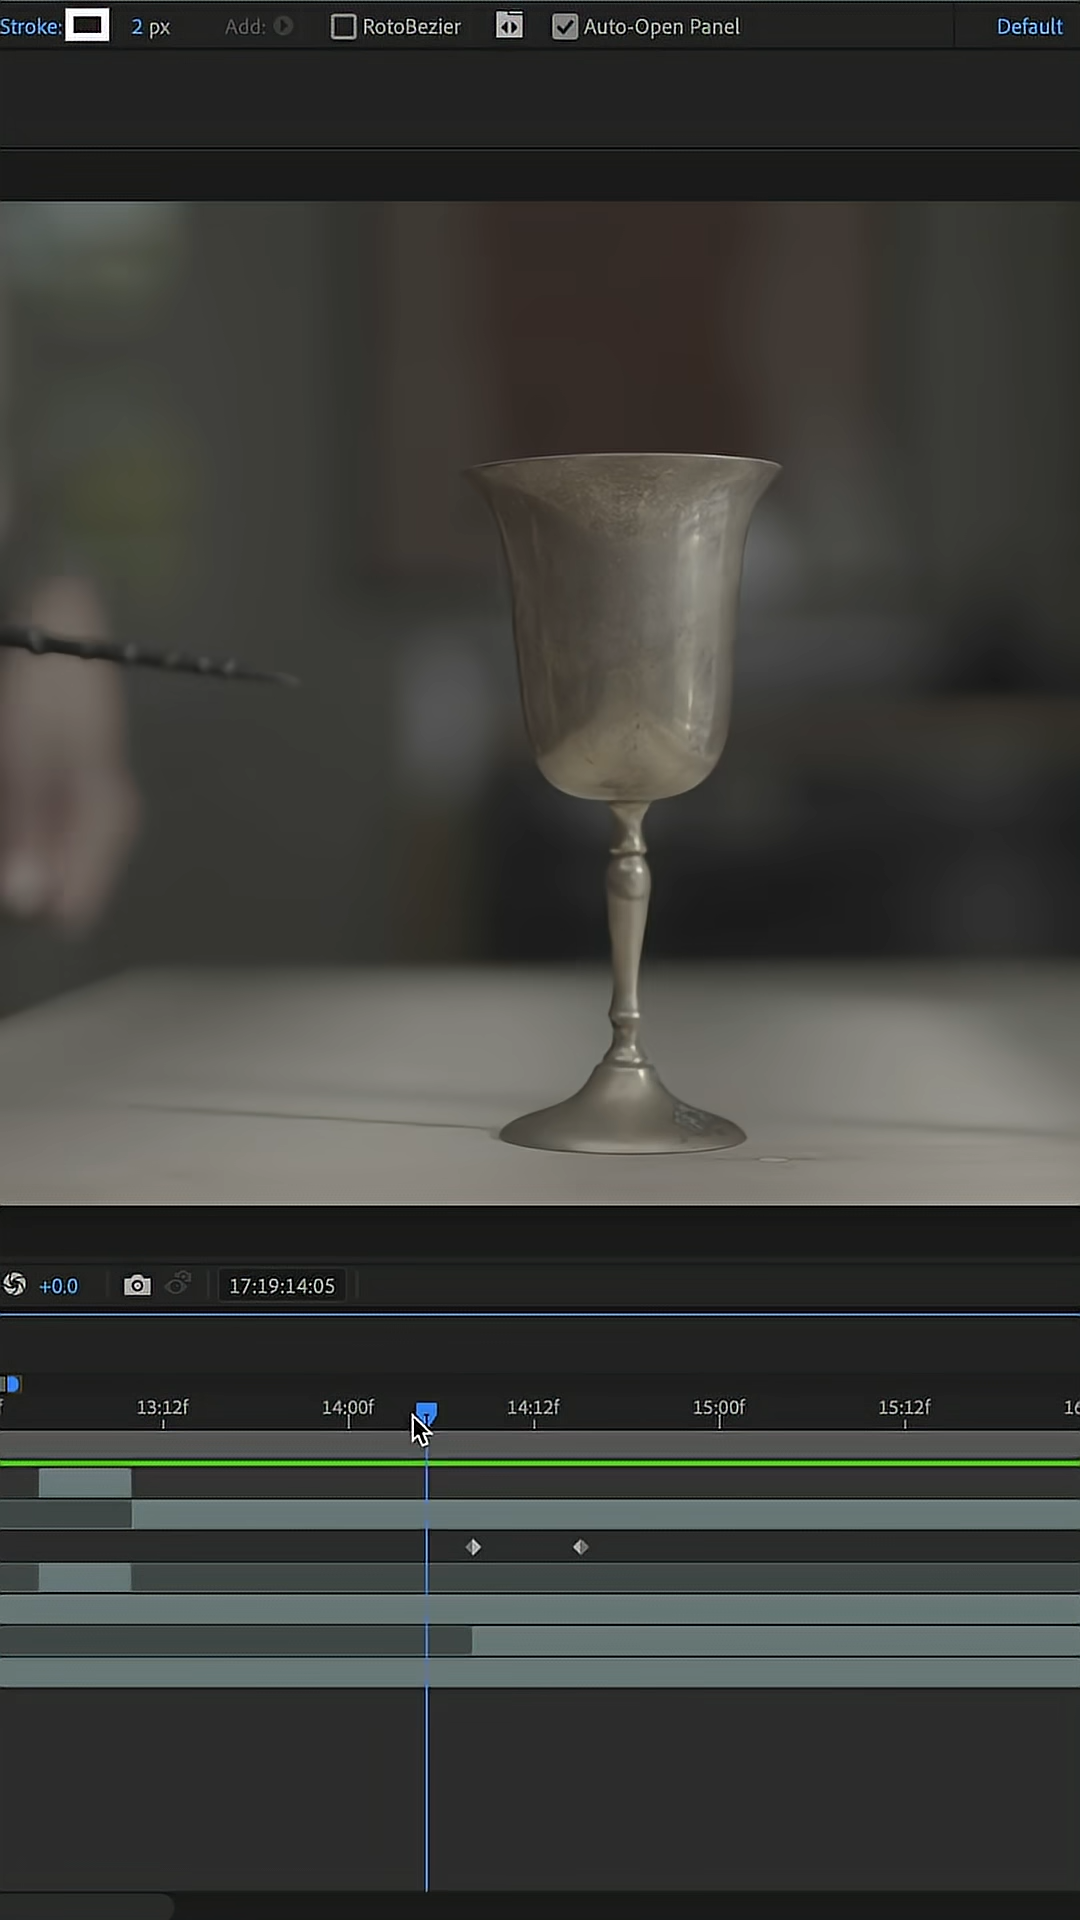 Stroke: 2 px Add: RotoBezier Auto-Open Panel Default
+0.0 17:19:14:05
13:12f 14:00f 14:12f 15:00f 15:12f